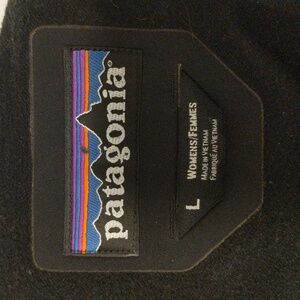 patagonia®
L
WOMENS/FEMMES
MADE IN VIETNAM
FABRIQUÉ AU VIETNAM